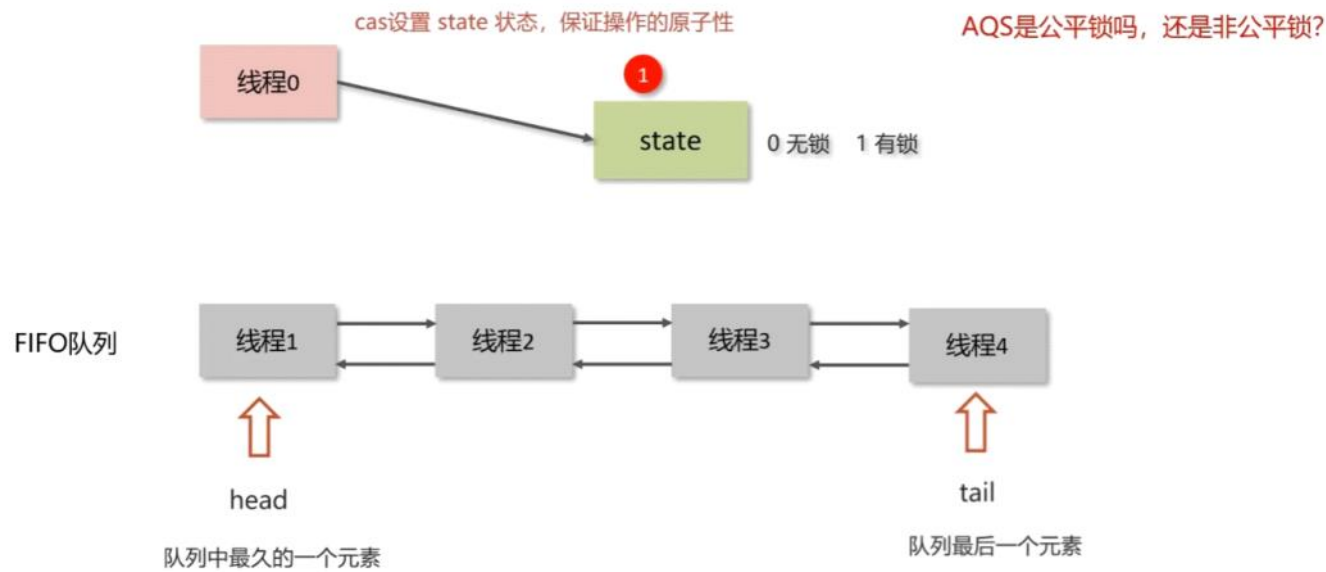 cas设置 state 状态，保证操作的原子性
AQS是公平锁吗，还是非公平锁?
线程0
1
state
0 无锁 1 有锁
FIFO队列
线程1
线程2
线程3
线程4
head
tail
队列中最久的一个元素
队列最后一个元素